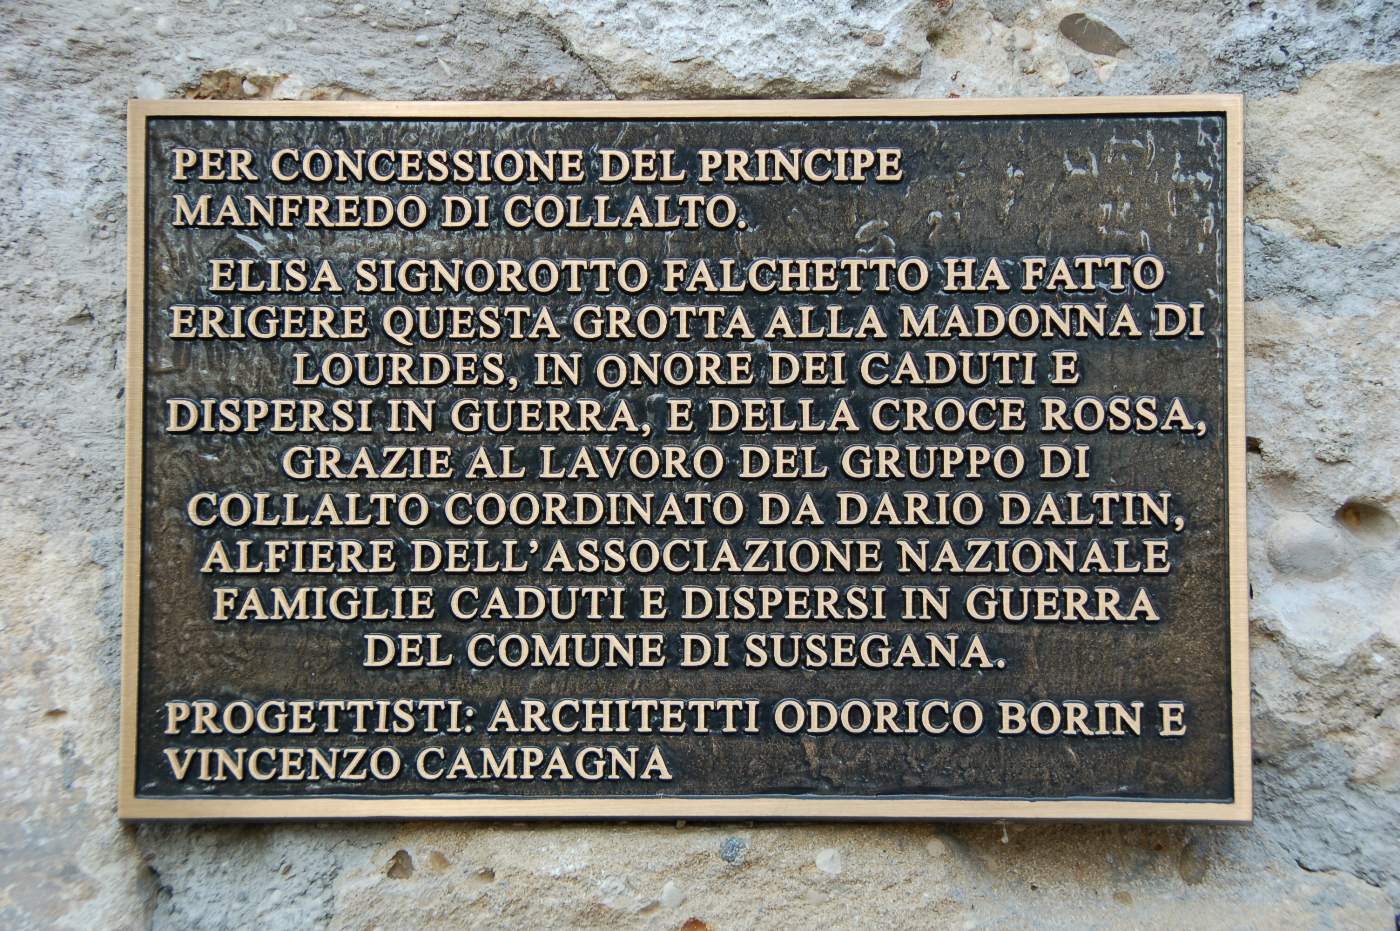 PER CONCESSIONE DEL PRINCIPE
MANFREDO DI COLLALTO.
ELISA SIGNOROTTO FALCHETTO HA FATTO
ERIGERE QUESTA GROTTA ALLA MADONNA DI
LOURDES, IN ONORE DEI CADUTI E
DISPERSI IN GUERRA, E DELLA CROCE ROSSA,
GRAZIE AL LAVORO DEL GRUPPO DI
COLLALTO COORDINATO DA DARIO DALTIN,
ALFIERE DELL'ASSOCIAZIONE NAZIONALE
FAMIGLIE CADUTI E DISPERSI IN GUERRA
DEL COMUNE DI SUSEGANA.
PROGETTISTI: ARCHITETTI ODORICO BORIN E
VINCENZO CAMPAGNA